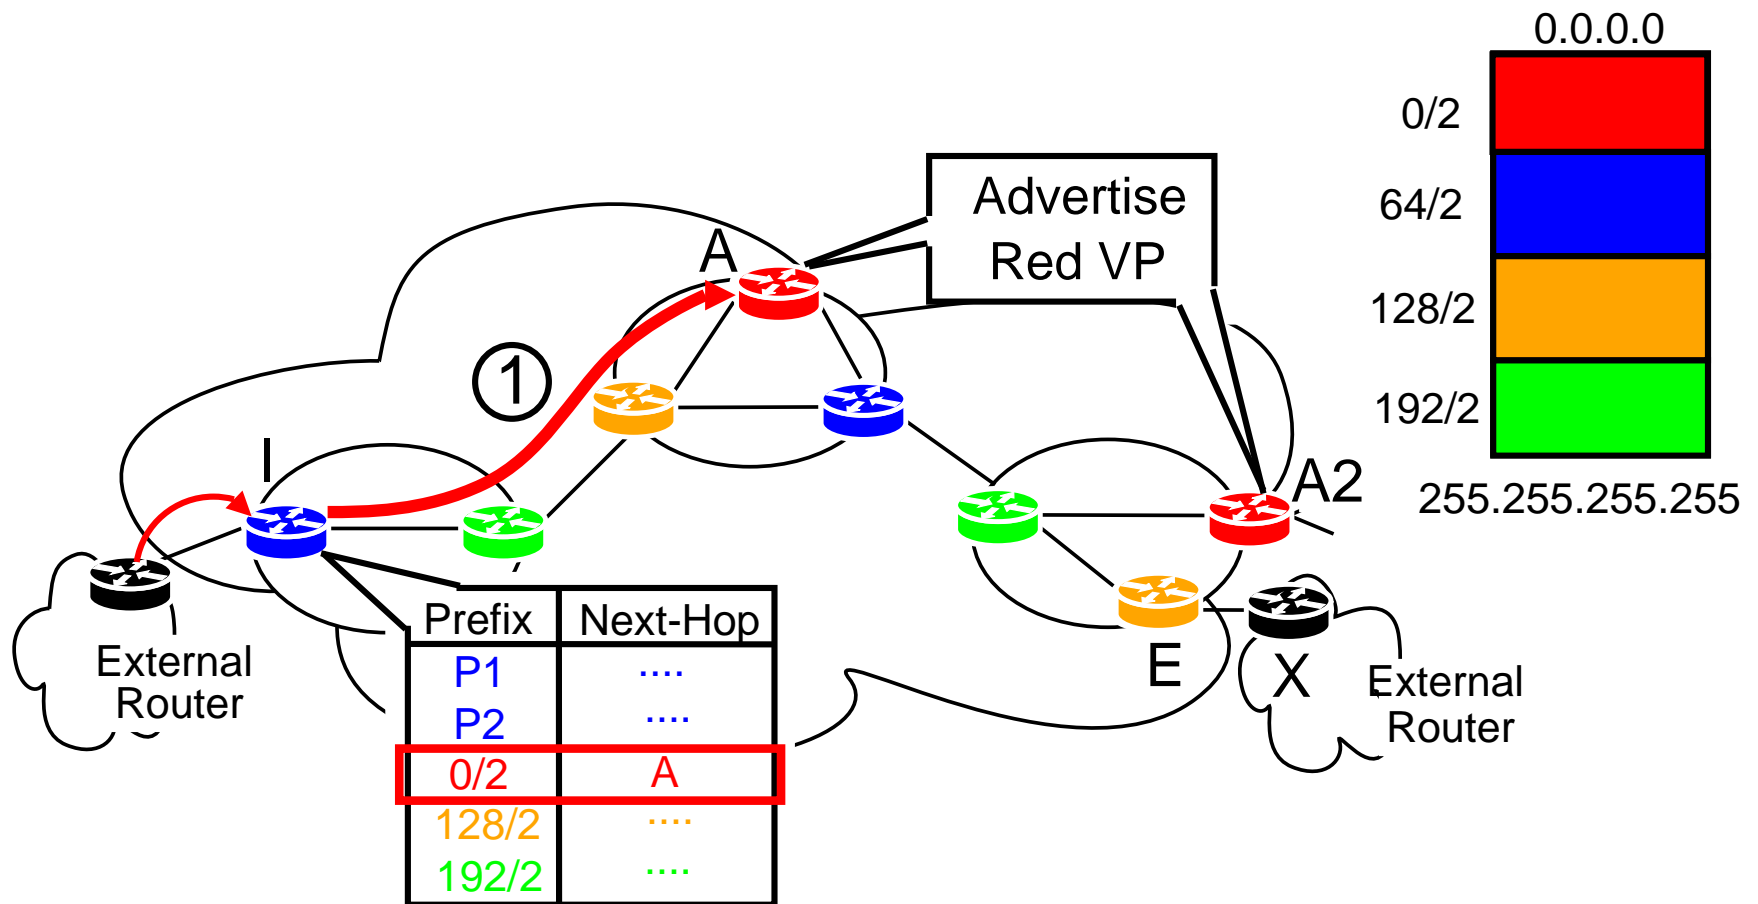 0.0.0.0
0/2
64/2
128/2
192/2
255.255.255.255
Advertise
Red VP
A
1
I
A2
E
X
External
Router
External
Router
Prefix Next-Hop
P1 ....
P2 ....
0/2 A
128/2 ....
192/2 ....